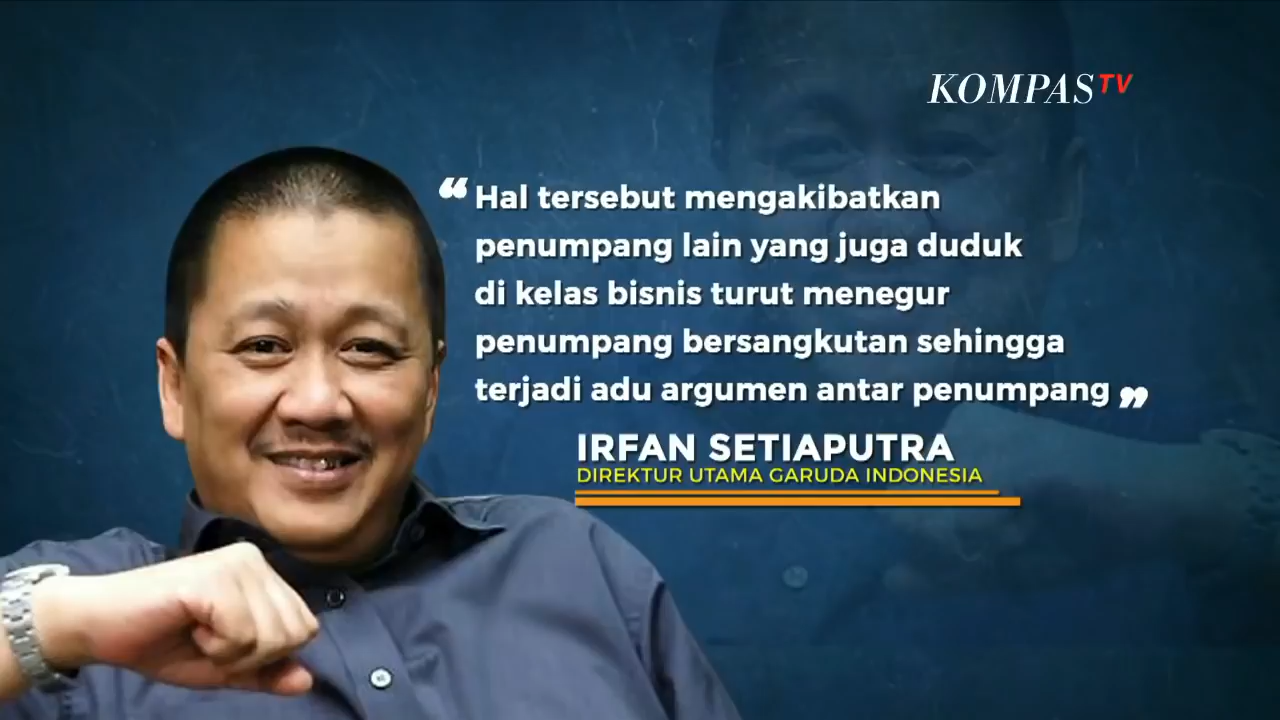 KOMPASTV
“ Hal tersebut mengakibatkan
penumpang lain yang juga duduk
di kelas bisnis turut menegur
penumpang bersangkutan sehingga
terjadi adu argumen antar penumpang ”
IRFAN SETIAPUTRA
DIREKTUR UTAMA GARUDA INDONESIA